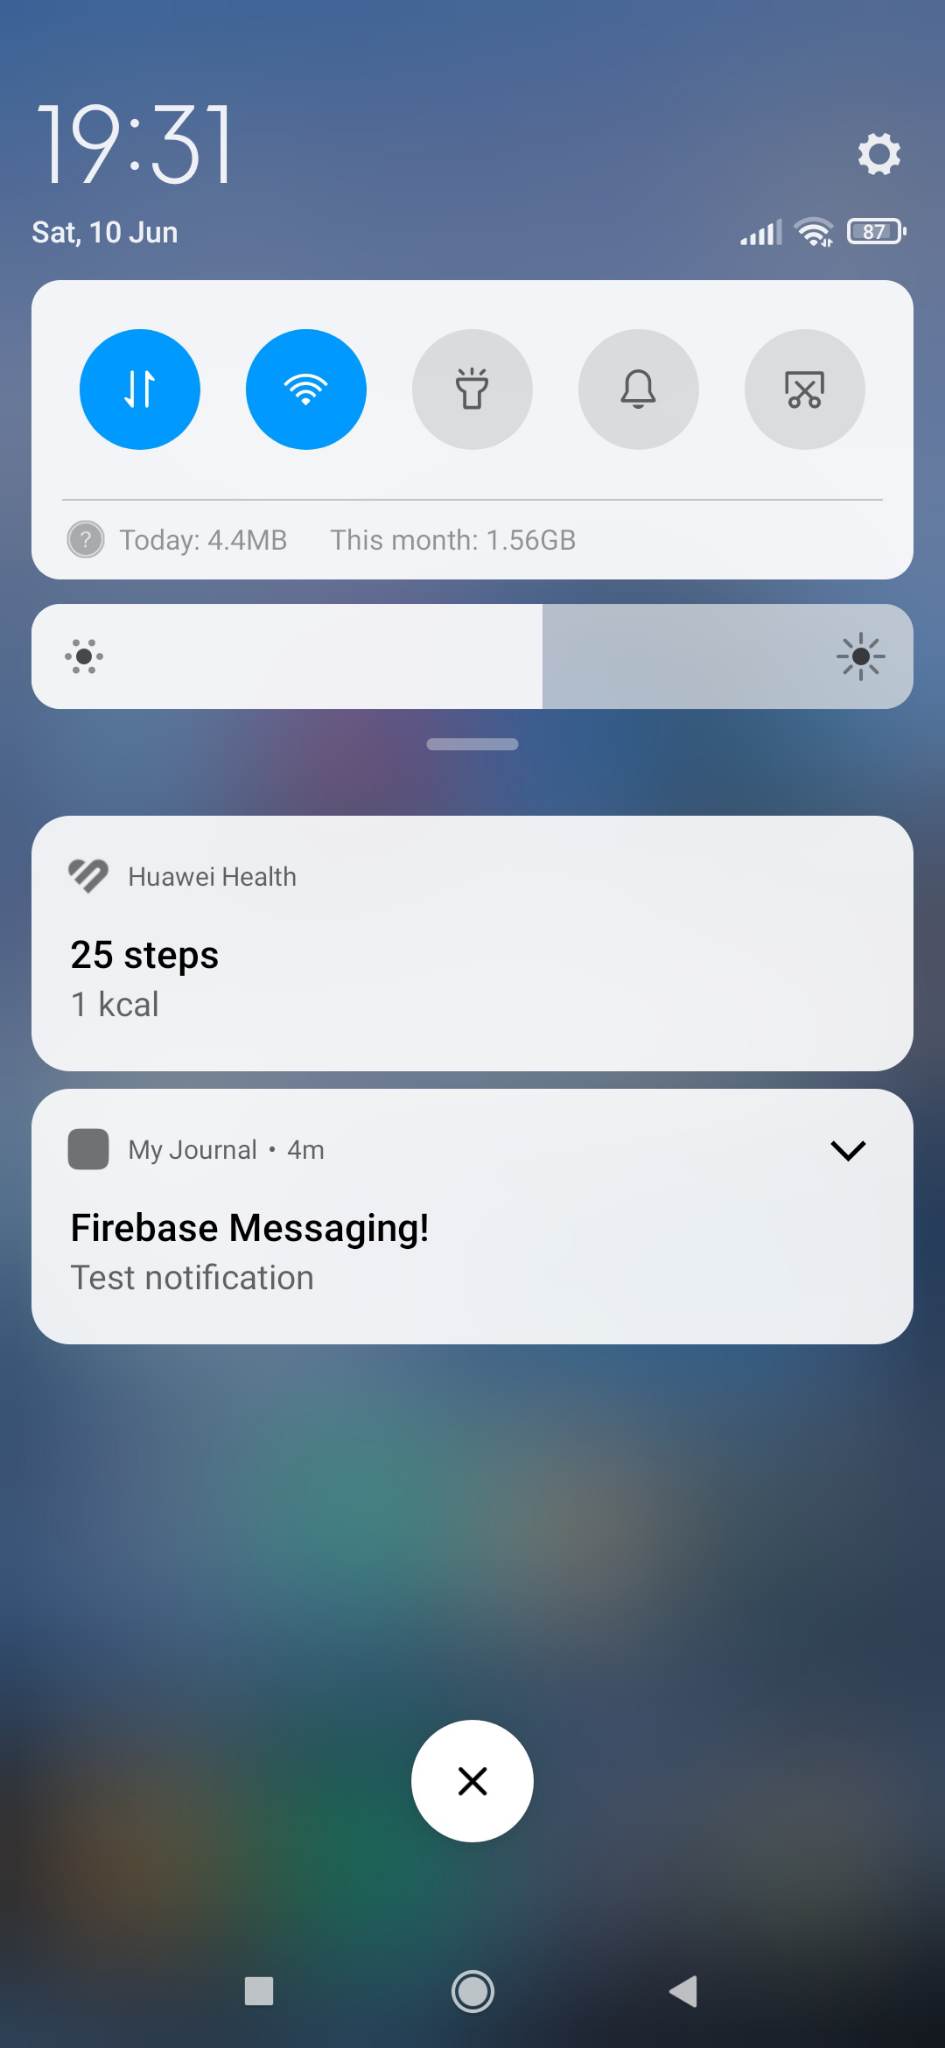 19:31
Sat, 10 Jun
87
? Today: 4.4MB This month: 1.56GB
Huawei Health
25 steps
1 kcal
My Journal • 4m
Firebase Messaging!
Test notification